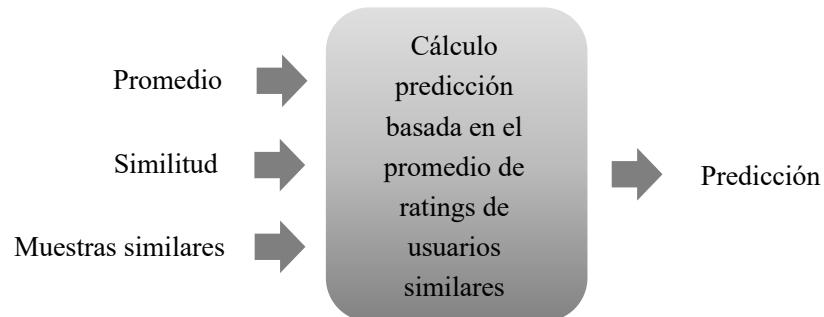 Promedio
Similitud
Muestras similares
Cálculo
predicción
basada en el
promedio de
ratings de
usuarios
similares
Predicción